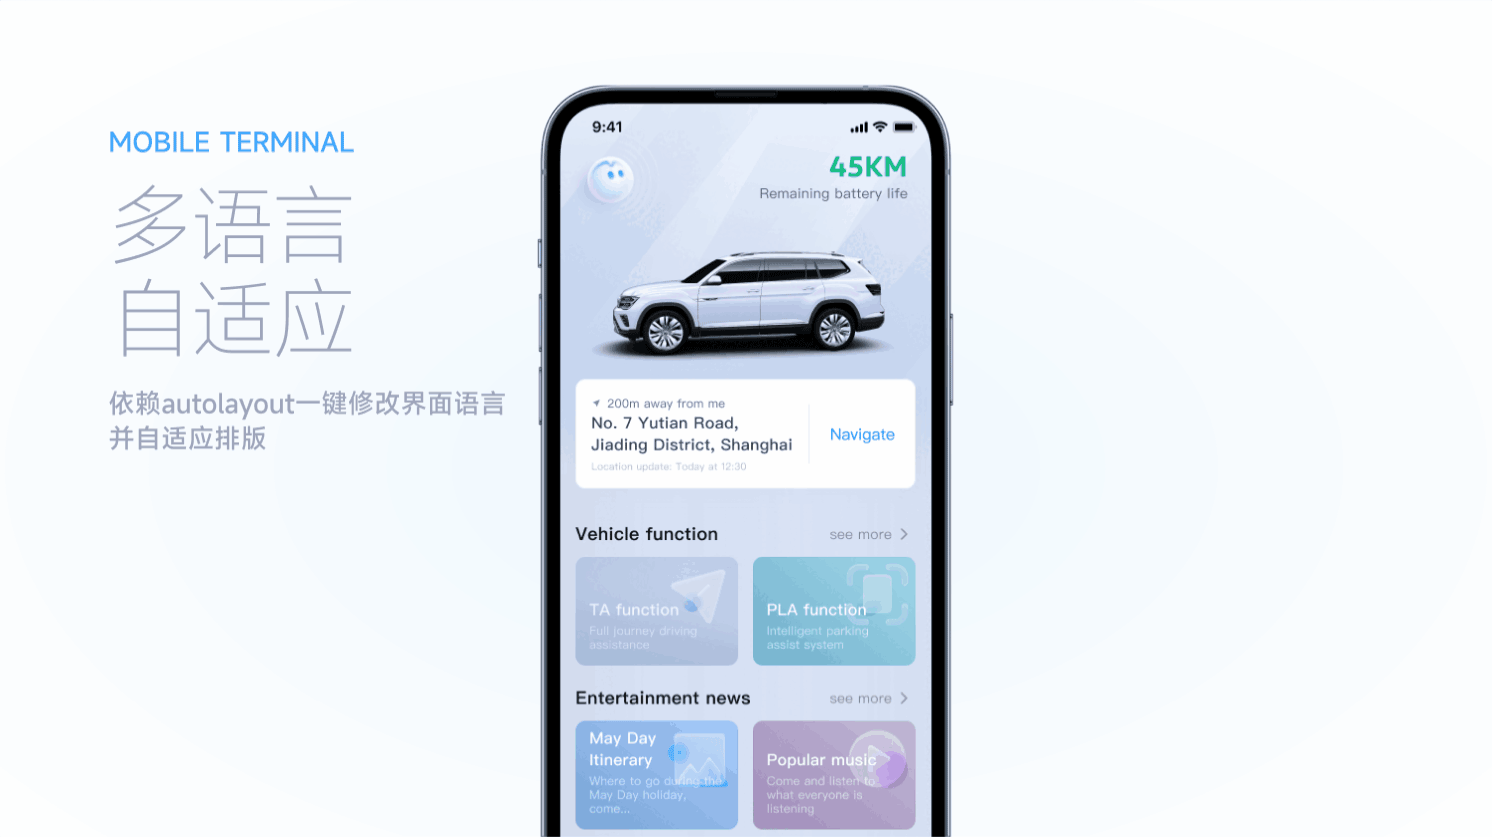 MOBILE TERMINAL
多语言
自适应
依赖autolayout一键修改界面语言
并自适应排版
9:41
45KM
Remaining battery life
200m away from me
No. 7 Yutian Road,
Jiading District, Shanghai
Location update: Today at 12:30
Navigate
Vehicle function
see more
TA function
Full journey driving
assistance
PLA function
Intelligent parking
assist system
Entertainment news
see more
May Day
Itinerary
Where to go during the
May Day holiday,
come...
Popular music
Come and listen to
what everyone is
listening